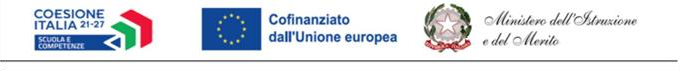 COESIONE
ITALIA 21-27
SCUOLA E
COMPETENZE
Cofinanziato
dall'Unione europea
Ministero dell'Istruzione
e del Merito